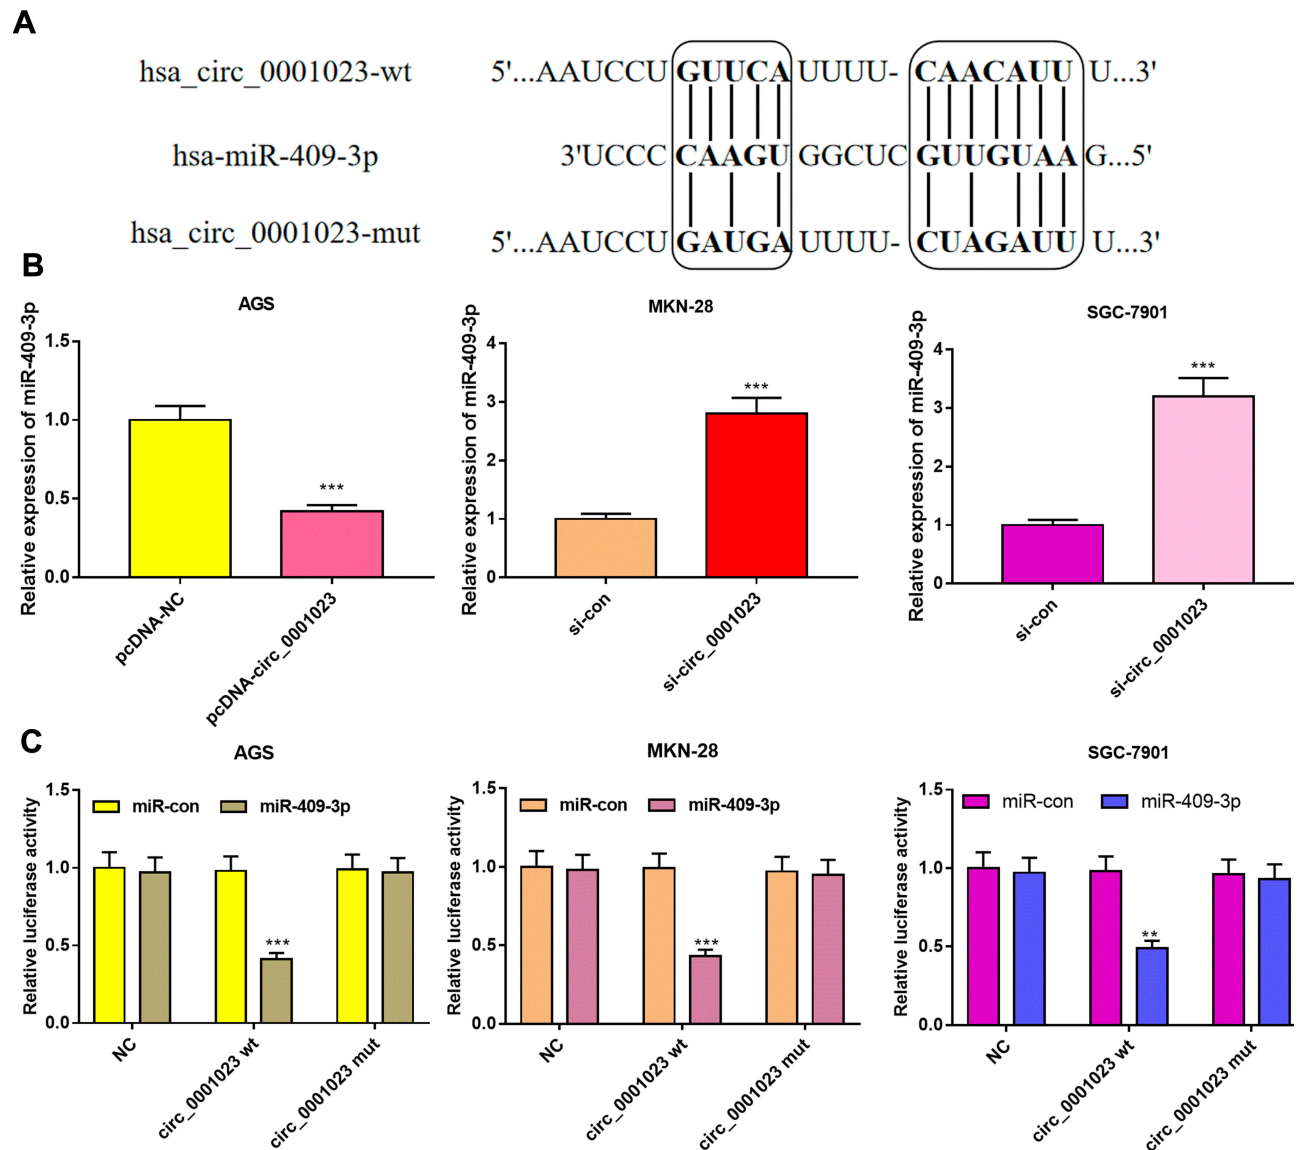 A
hsa_circ_0001023-wt 5'...AAUCCU GUUCA UUUU- CAACAUU U...3'
hsa-miR-409-3p 3'UCCC CAAGU GGCUC GUUGUAA G...5'
hsa_circ_0001023-mut 5'...AAUCCU GAUGA UUUU- CUAGAUU U...3'
B
AGS
Relative expression of miR-409-3p
1.5
1.0
0.5
0.0
***
pcDNA-NC
pcDNA-circ_0001023
MKN-28
Relative expression of miR-409-3p
4
3
2
1
0
***
si-con
si-circ_0001023
SGC-7901
Relative expression of miR-409-3p
4
3
2
1
0
***
si-con
si-circ_0001023
C
AGS
Relative luciferase activity
1.5
1.0
0.5
0.0
miR-con miR-409-3p
***
NC
circ_0001023 wt
circ_0001023 mut
MKN-28
Relative luciferase activity
1.5
1.0
0.5
0.0
miR-con miR-409-3p
***
NC
circ_0001023 wt
circ_0001023 mut
SGC-7901
Relative luciferase activity
1.5
1.0
0.5
0.0
miR-con miR-409-3p
**
NC
circ_0001023 wt
circ_0001023 mut